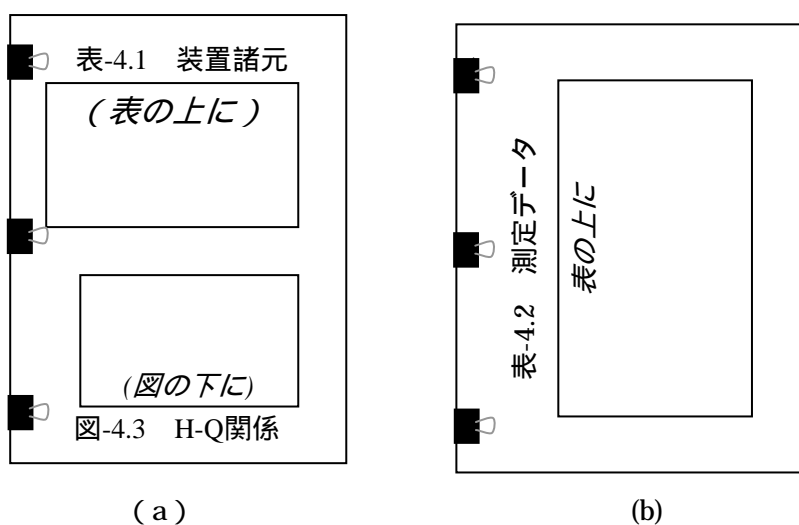 表-4.1　装置諸元
(表の上に)
(図の下に)
図-4.3　H-Q関係
(a)
表-4.2　測定データ
表の上に
(b)